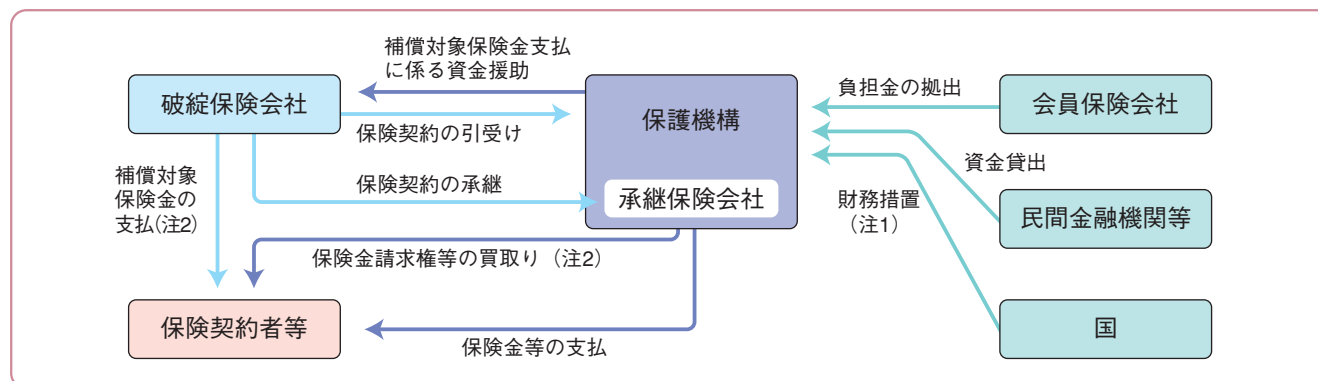 補償対象保険金支払
に係る資金援助
破綻保険会社
保険契約の引受け
保護機構
負担金の拠出
会員保険会社
資金貸出
補償対象
保険金の
支払(注2)
保険契約の承継
承継保険会社
財務措置
(注1)
民間金融機関等
保険金請求権等の買取り(注2)
保険契約者等
保険金等の支払
国